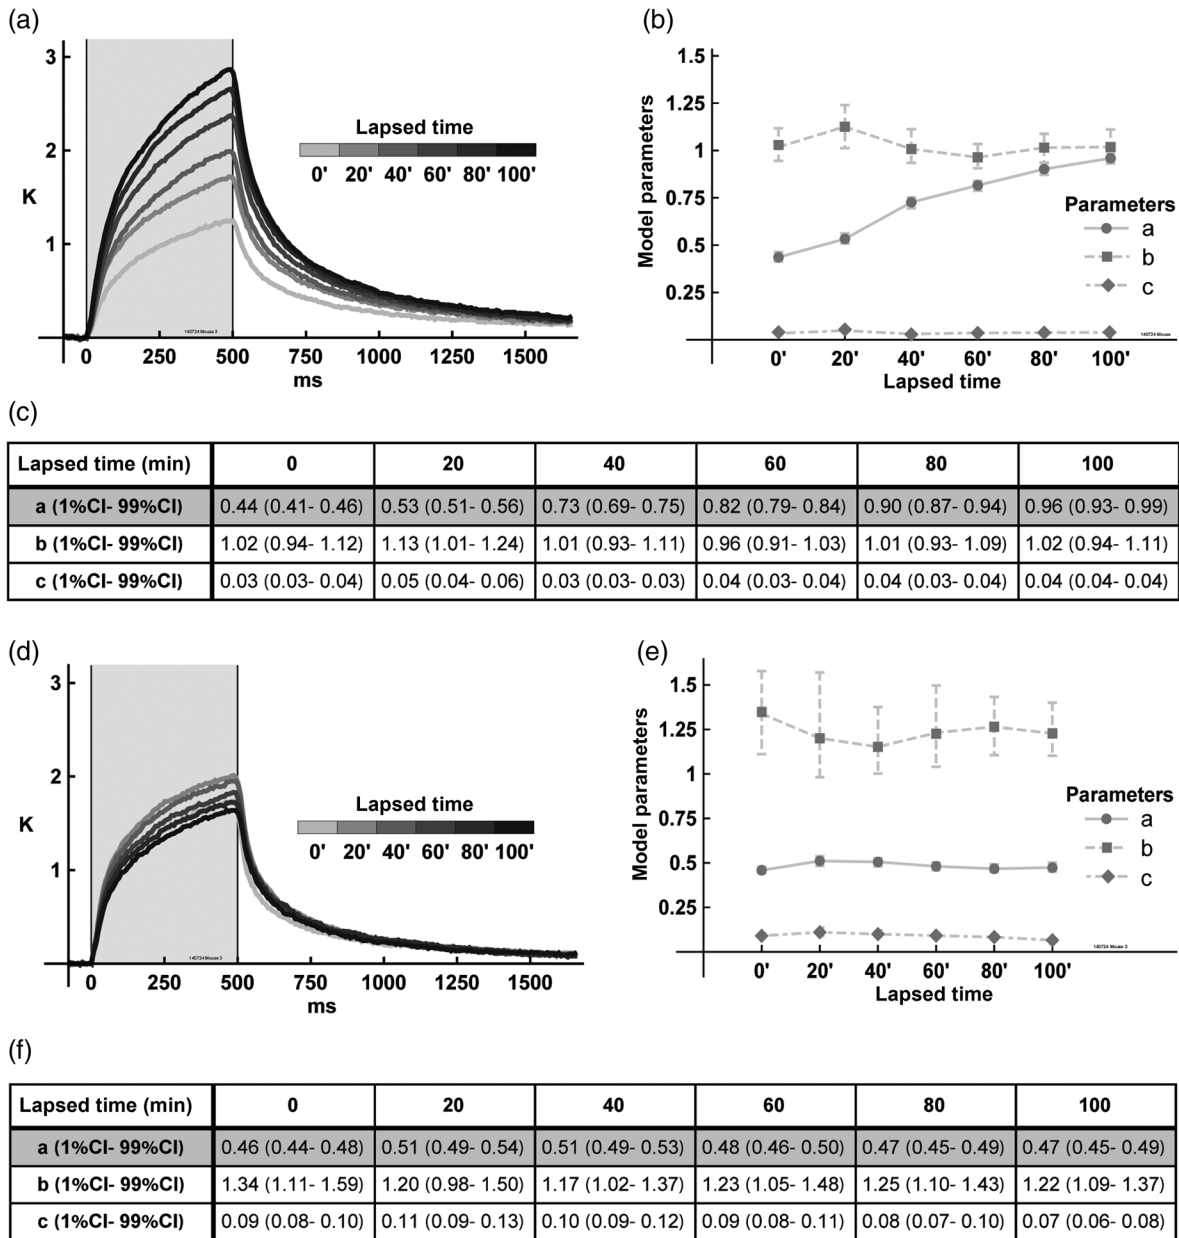 (a)
3
2
1
K
0
250
500
750
1000
1250
1500
ms
Lapsed time
0' 20' 40' 60' 80' 100'
140724 Mouse 3
(b)
1.5
1.25
1
0.75
0.5
0.25
Model parameters
Parameters
a
b
c
140724 Mouse
0' 20' 40' 60' 80' 100'
Lapsed time
(c)
Lapsed time (min) 0 20 40 60 80 100
a (1%CI- 99%CI) 0.44 (0.41- 0.46) 0.53 (0.51- 0.56) 0.73 (0.69- 0.75) 0.82 (0.79- 0.84) 0.90 (0.87- 0.94) 0.96 (0.93- 0.99)
b (1%CI- 99%CI) 1.02 (0.94- 1.12) 1.13 (1.01- 1.24) 1.01 (0.93- 1.11) 0.96 (0.91- 1.03) 1.01 (0.93- 1.09) 1.02 (0.94- 1.11)
c (1%CI- 99%CI) 0.03 (0.03- 0.04) 0.05 (0.04- 0.06) 0.03 (0.03- 0.03) 0.04 (0.03- 0.04) 0.04 (0.03- 0.04) 0.04 (0.04- 0.04)
(d)
3
2
1
K
0
250
500
750
1000
1250
1500
ms
Lapsed time
0' 20' 40' 60' 80' 100'
140724 Mouse 3
(e)
1.5
1.25
1
0.75
0.5
0.25
Model parameters
Parameters
a
b
c
140724 Mouse 3
0' 20' 40' 60' 80' 100'
Lapsed time
(f)
Lapsed time (min) 0 20 40 60 80 100
a (1%CI- 99%CI) 0.46 (0.44- 0.48) 0.51 (0.49- 0.54) 0.51 (0.49- 0.53) 0.48 (0.46- 0.50) 0.47 (0.45- 0.49) 0.47 (0.45- 0.49)
b (1%CI- 99%CI) 1.34 (1.11- 1.59) 1.20 (0.98- 1.50) 1.17 (1.02- 1.37) 1.23 (1.05- 1.48) 1.25 (1.10- 1.43) 1.22 (1.09- 1.37)
c (1%CI- 99%CI) 0.09 (0.08- 0.10) 0.11 (0.09- 0.13) 0.10 (0.09- 0.12) 0.09 (0.08- 0.11) 0.08 (0.07- 0.10) 0.07 (0.06- 0.08)